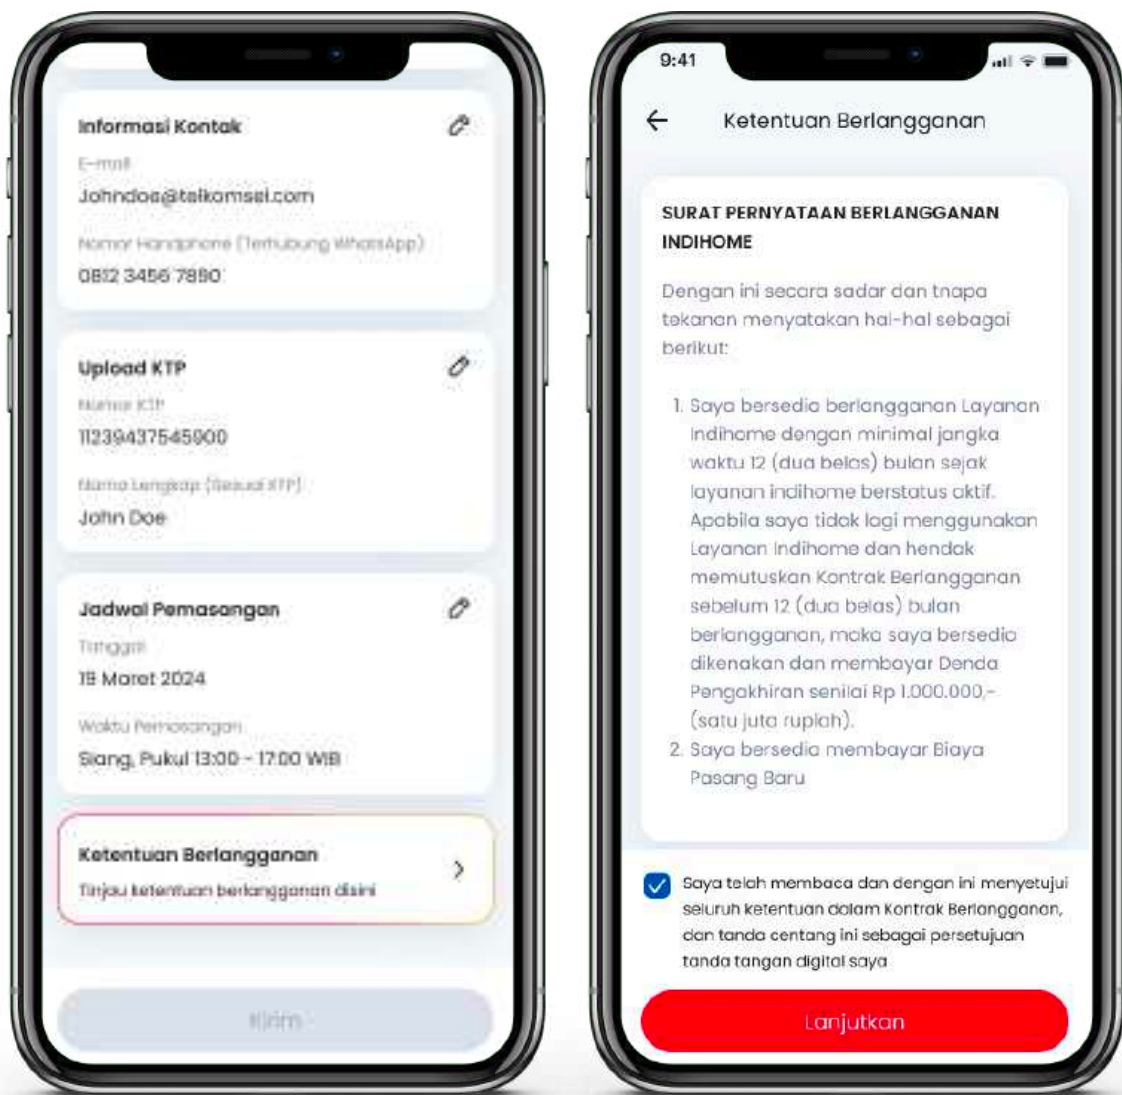 Informasi Kontak
E-mail
Johndoe@telkomsel.com
Nomor Handphone (Terhubung WhatsApp)
0812 3456 7890
Upload KTP
Nomor KTP
11239437545900
Nama Lengkap (Sesuai KTP)
John Doe
Jadwal Pemasangan
Tanggal
19 Maret 2024
Waktu Pemasangan
Siang, Pukul 13:00 - 17:00 WIB
Ketentuan Berlangganan
Tinjau ketentuan berlangganan disini
Kirim
9:41
Ketentuan Berlangganan
SURAT PERNYATAAN BERLANGGANAN
INDIHOME
Dengan ini secara sadar dan tnapa
tekanan menyatakan hal-hal sebagai
berikut:
1. Saya bersedia berlangganan Layanan
Indihome dengan minimal jangka
waktu 12 (dua belas) bulan sejak
layanan indihome berstatus aktif.
Apabila saya tidak lagi menggunakan
Layanan Indihome dan hendak
memutuskan Kontrak Berlangganan
sebelum 12 (dua belas) bulan
berlangganan, maka saya bersedia
dikenakan dan membayar Denda
Pengakhiran senilai Rp 1.000.000,-
(satu juta rupiah).
2. Saya bersedia membayar Biaya
Pasang Baru
Saya telah membaca dan dengan ini menyetujui
seluruh ketentuan dalam Kontrak Berlangganan,
dan tanda centang ini sebagai persetujuan
tanda tangan digital saya
Lanjutkan